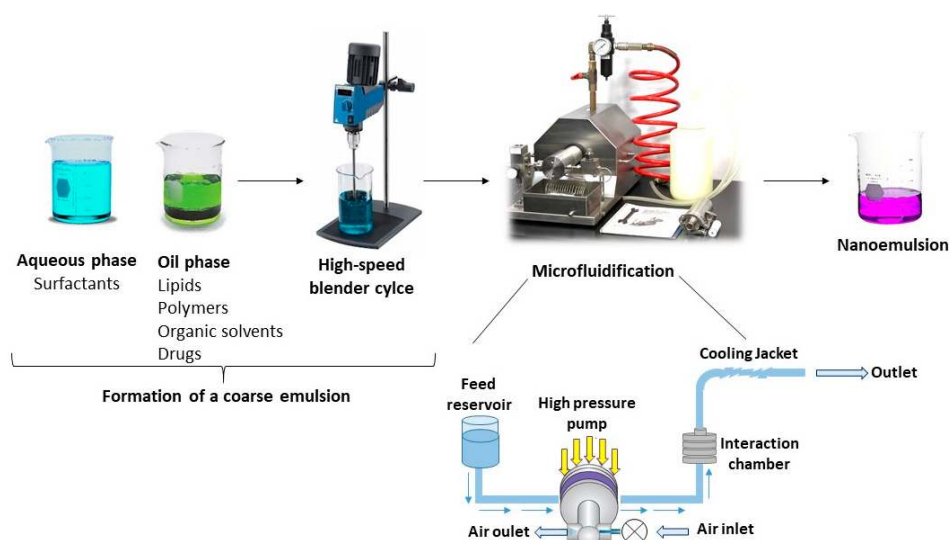 Aqueous phase
Surfactants
Oil phase
Lipids
Polymers
Organic solvents
Drugs
High-speed
blender cylce
Microfluidification
Nanoemulsion
Formation of a coarse emulsion
Feed
reservoir
High pressure
pump
Cooling Jacket
Outlet
Interaction
chamber
Air oulet
Air inlet